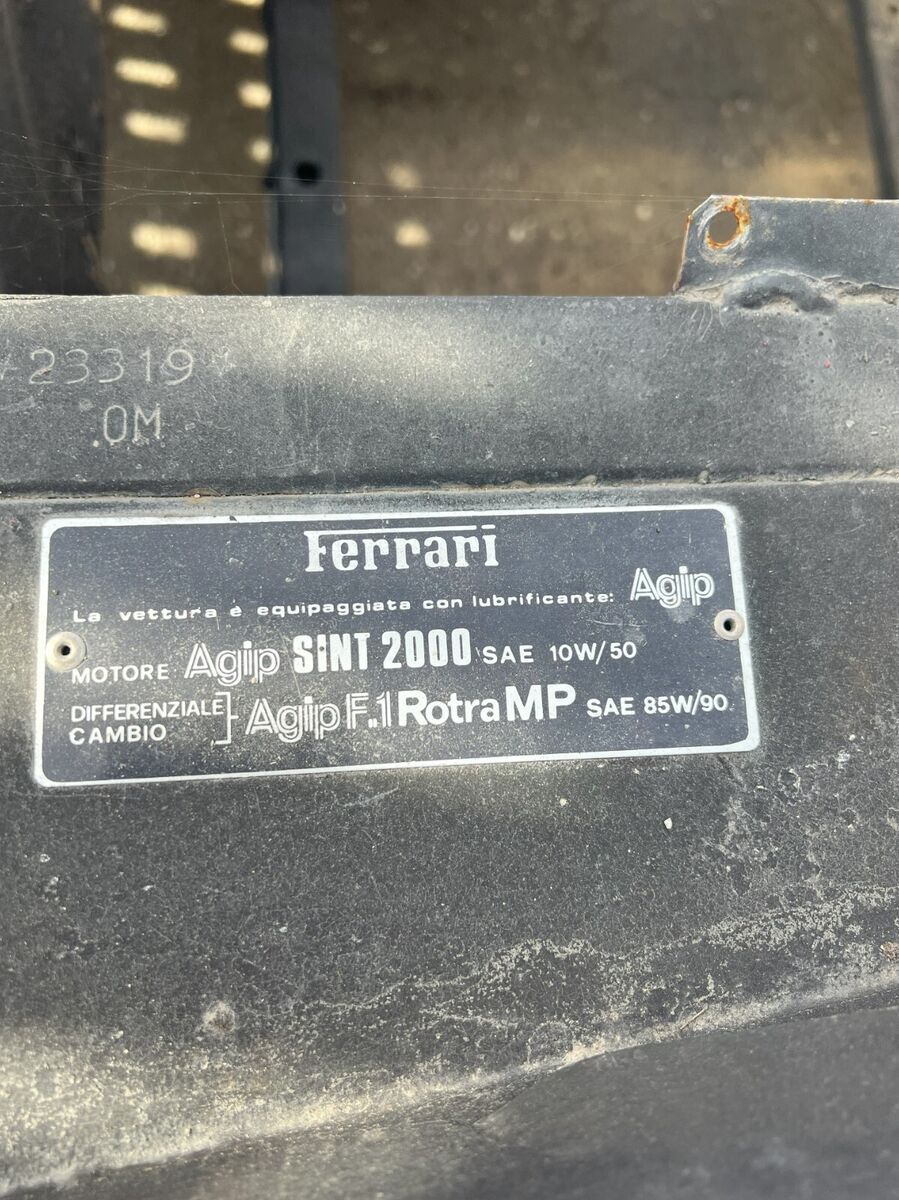 23319
OM
Ferrari
La vettura è equipaggiata con lubrificante: Agip
MOTORE Agip SiNT 2000 SAE 10W/50
DIFFERENZIALE
CAMBIO
Agip F.1 Rotra MP SAE 85W/90